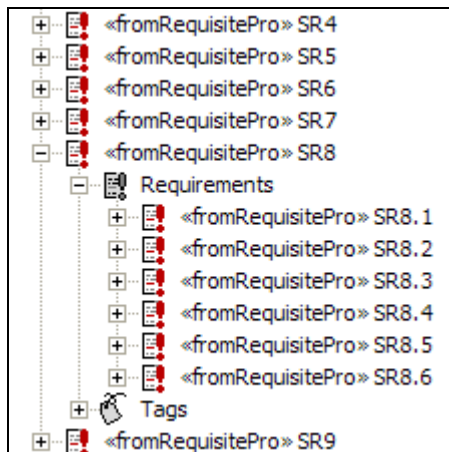 «fromRequisitePro» SR4
«fromRequisitePro» SR5
«fromRequisitePro» SR6
«fromRequisitePro» SR7
«fromRequisitePro» SR8
Requirements
«fromRequisitePro» SR8.1
«fromRequisitePro» SR8.2
«fromRequisitePro» SR8.3
«fromRequisitePro» SR8.4
«fromRequisitePro» SR8.5
«fromRequisitePro» SR8.6
Tags
«fromRequisitePro» SR9